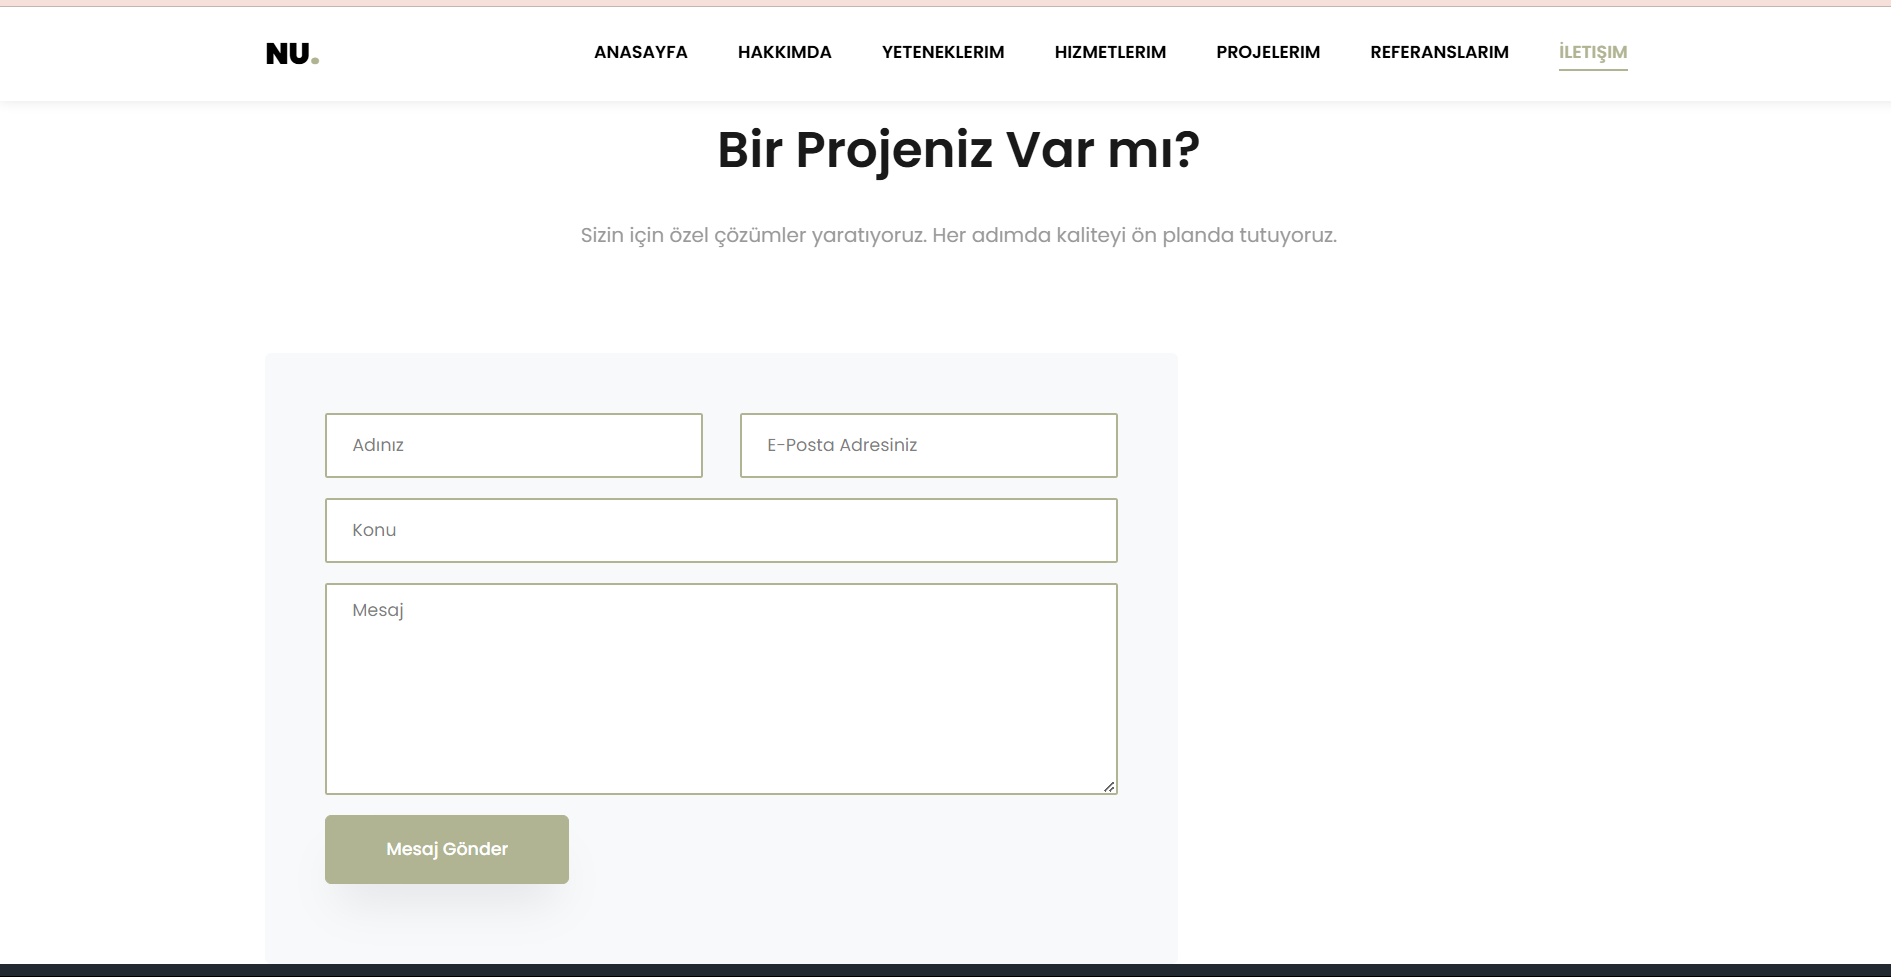 NU.
ANASAYFA HAKKIMDA YETENEKLERIM HIZMETLERIM PROJELERIM REFERANSLARIM İLETIŞIM
Bir Projeniz Var mı?
Sizin için özel çözümler yaratıyoruz. Her adımda kaliteyi ön planda tutuyoruz.
Adınız
E-Posta Adresiniz
Konu
Mesaj
Mesaj Gönder